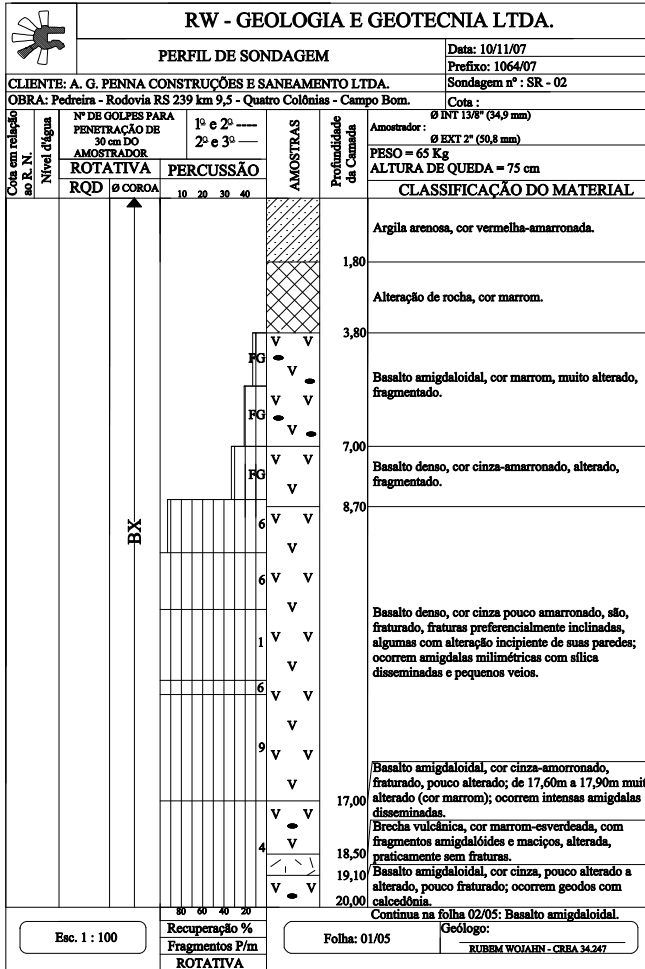 RW - GEOLOGIA E GEOTECNIA LTDA.
PERFIL DE SONDAGEM
Data: 10/11/07
Prefixo: 1064/07
CLIENTE: A. G. PENNA CONSTRUÇÕES E SANEAMENTO LTDA.
Sondagem nº : SR - 02
OBRA: Pedreira - Rodovia RS 239 km 9,5 - Quatro Colônias - Campo Bom.
Cota :
Cota em relação
ao R. N.
Nível d'água
Nº DE GOLPES PARA
PENETRAÇÃO DE
30 cm DO
AMOSTRADOR
1º e 2º ----
2º e 3º ——
ROTATIVA
PERCUSSÃO
RQD
Ø COROA
10 20 30 40
AMOSTRAS
Profundidade
da Camada
Ø INT 13/8" (34,9 mm)
Amostrador :
Ø EXT 2" (50,8 mm)
PESO = 65 Kg
ALTURA DE QUEDA = 75 cm
CLASSIFICAÇÃO DO MATERIAL
Argila arenosa, cor vermelha-amarronada.
1,80
Alteração de rocha, cor marrom.
3,80
V V
FG
V
Basalto amigdaloidal, cor marrom, muito alterado,
fragmentado.
V V
FG
V
7,00
V V
FG
V
Basalto denso, cor cinza-amarronado, alterado,
fragmentado.
8,70
BX
6 V V
V
6 V V
V
1 V V
V
6
V V
V
9 V V
V
Basalto denso, cor cinza pouco amarronado, são,
fraturado, fraturas preferencialmente inclinadas,
algumas com alteração incipiente de suas paredes;
ocorrem amigdalas milimétricas com sílica
disseminadas e pequenos veios.
17,00
Basalto amigdaloidal, cor cinza-amorronado,
fraturado, pouco alterado; de 17,60m a 17,90m muit
alterado (cor marrom); ocorrem intensas amigdalas
disseminadas.
V V
4 V
18,50
Brecha vulcânica, cor marrom-esverdeada, com
fragmentos amigdalóides e maciços, alterada,
praticamente sem fraturas.
19,10
V V
20,00
Basalto amigdaloidal, cor cinza, pouco alterado a
alterado, pouco fraturado; ocorrem geodos com
calcedônia.
80 60 40 20
Continua na folha 02/05: Basalto amigdaloidal.
Esc. 1 : 100
Recuperação %
Fragmentos P/m
ROTATIVA
Folha: 01/05
Geólogo:
RUBEM WOJAHN - CREA 34.247